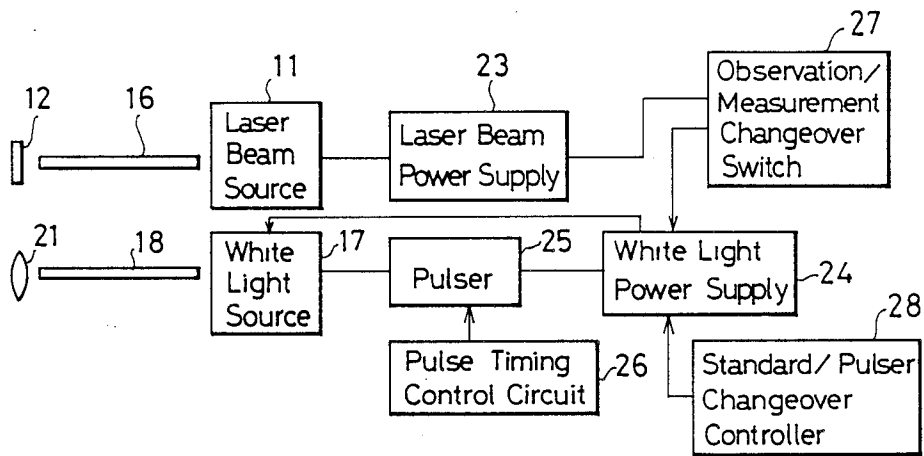 27
11
23
12
16
Observation/
Measurement
Changeover
Switch
Laser
Beam
Source
Laser Beam
Power Supply
21
18
17
25
White
Light
Source
Pulser
White Light
Power Supply
24
28
Pulse Timing
Control Circuit
26
Standard/Pulser
Changeover
Controller